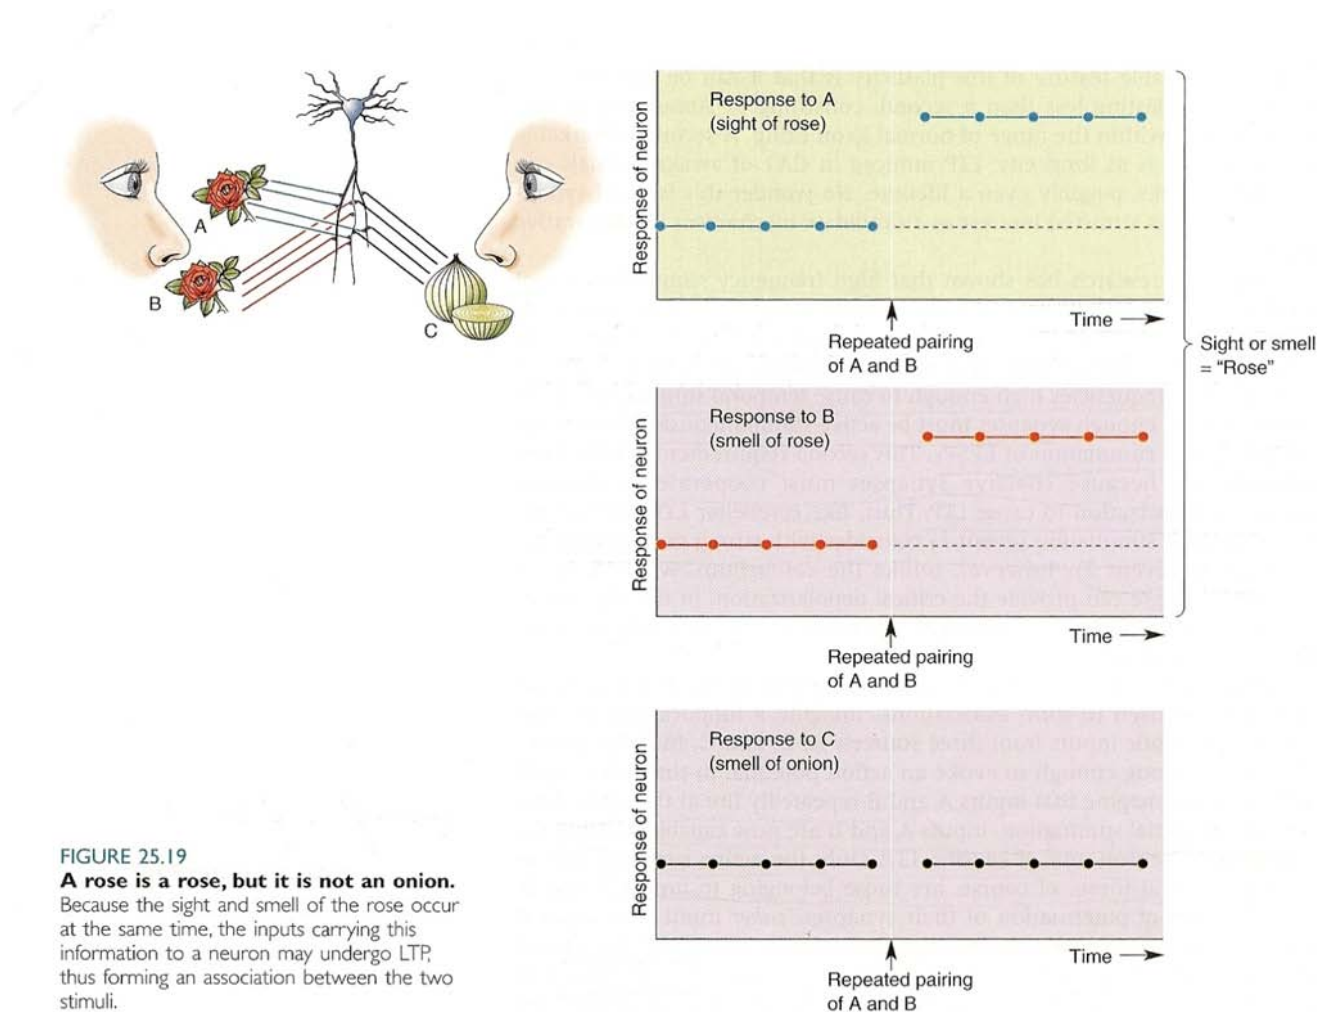 A
B
C
Response of neuron
Response to A
(sight of rose)
Time
Repeated pairing
of A and B
Response of neuron
Response to B
(smell of rose)
Time
Repeated pairing
of A and B
Sight or smell
= “Rose”
Response of neuron
Response to C
(smell of onion)
Time
Repeated pairing
of A and B
FIGURE 25.19
A rose is a rose, but it is not an onion.
Because the sight and smell of the rose occur
at the same time, the inputs carrying this
information to a neuron may undergo LTP,
thus forming an association between the two
stimuli.